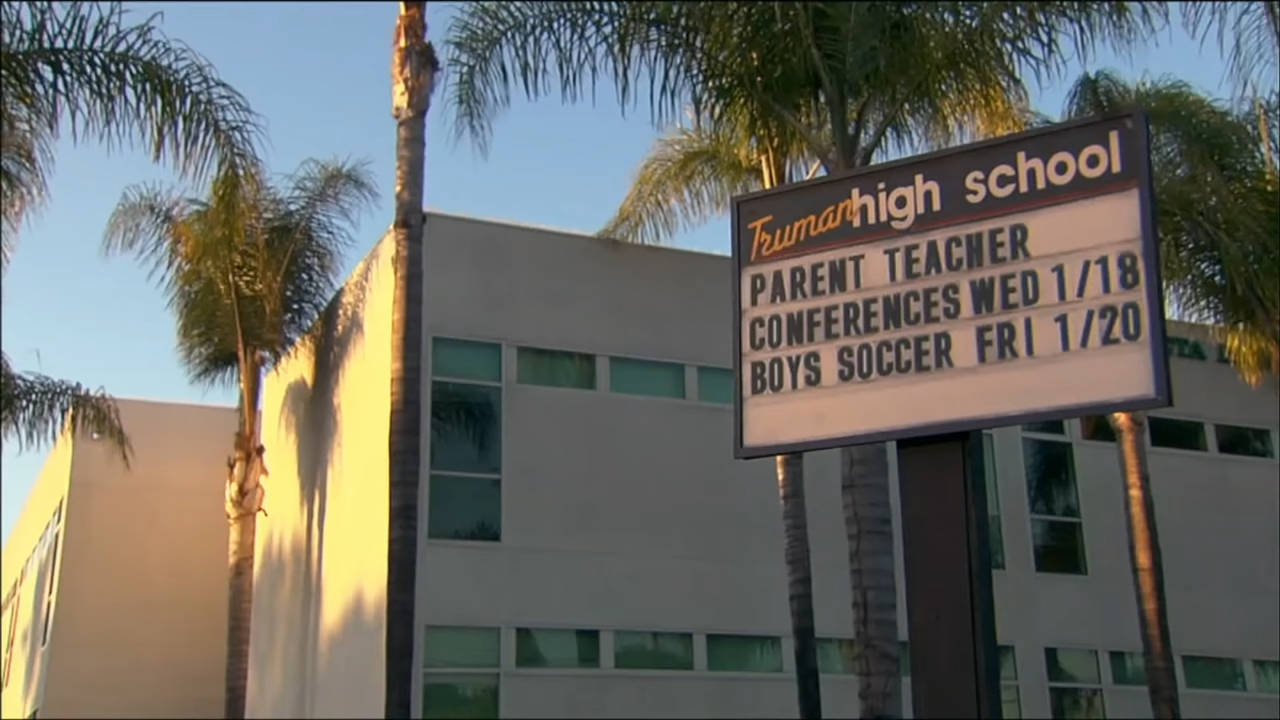 Truman high school
PARENT TEACHER
CONFERENCES WED 1/18
BOYS SOCCER FRI 1/20